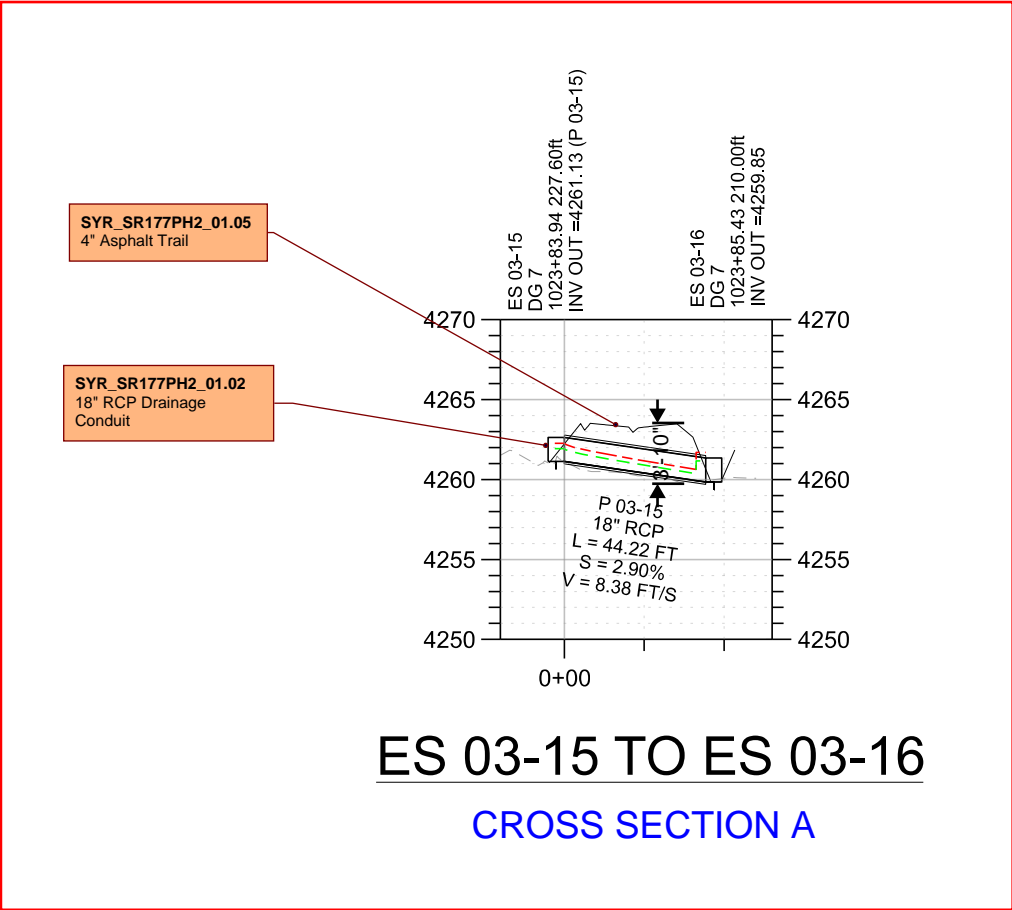 ES 03-15
DG 7
1023+83.94 227.60ft
INV OUT =4261.13 (P 03-15)
ES 03-16
DG 7
1023+85.43 210.00ft
INV OUT =4259.85
SYR_SR177PH2_01.05
4" Asphalt Trail
SYR_SR177PH2_01.02
18" RCP Drainage
Conduit
4270
4270
4265
4265
4260
4260
4255
4255
4250
4250
3'-10"
P 03-15
18" RCP
L = 44.22 FT
S = 2.90%
V = 8.38 FT/S
0+00
ES 03-15 TO ES 03-16
CROSS SECTION A